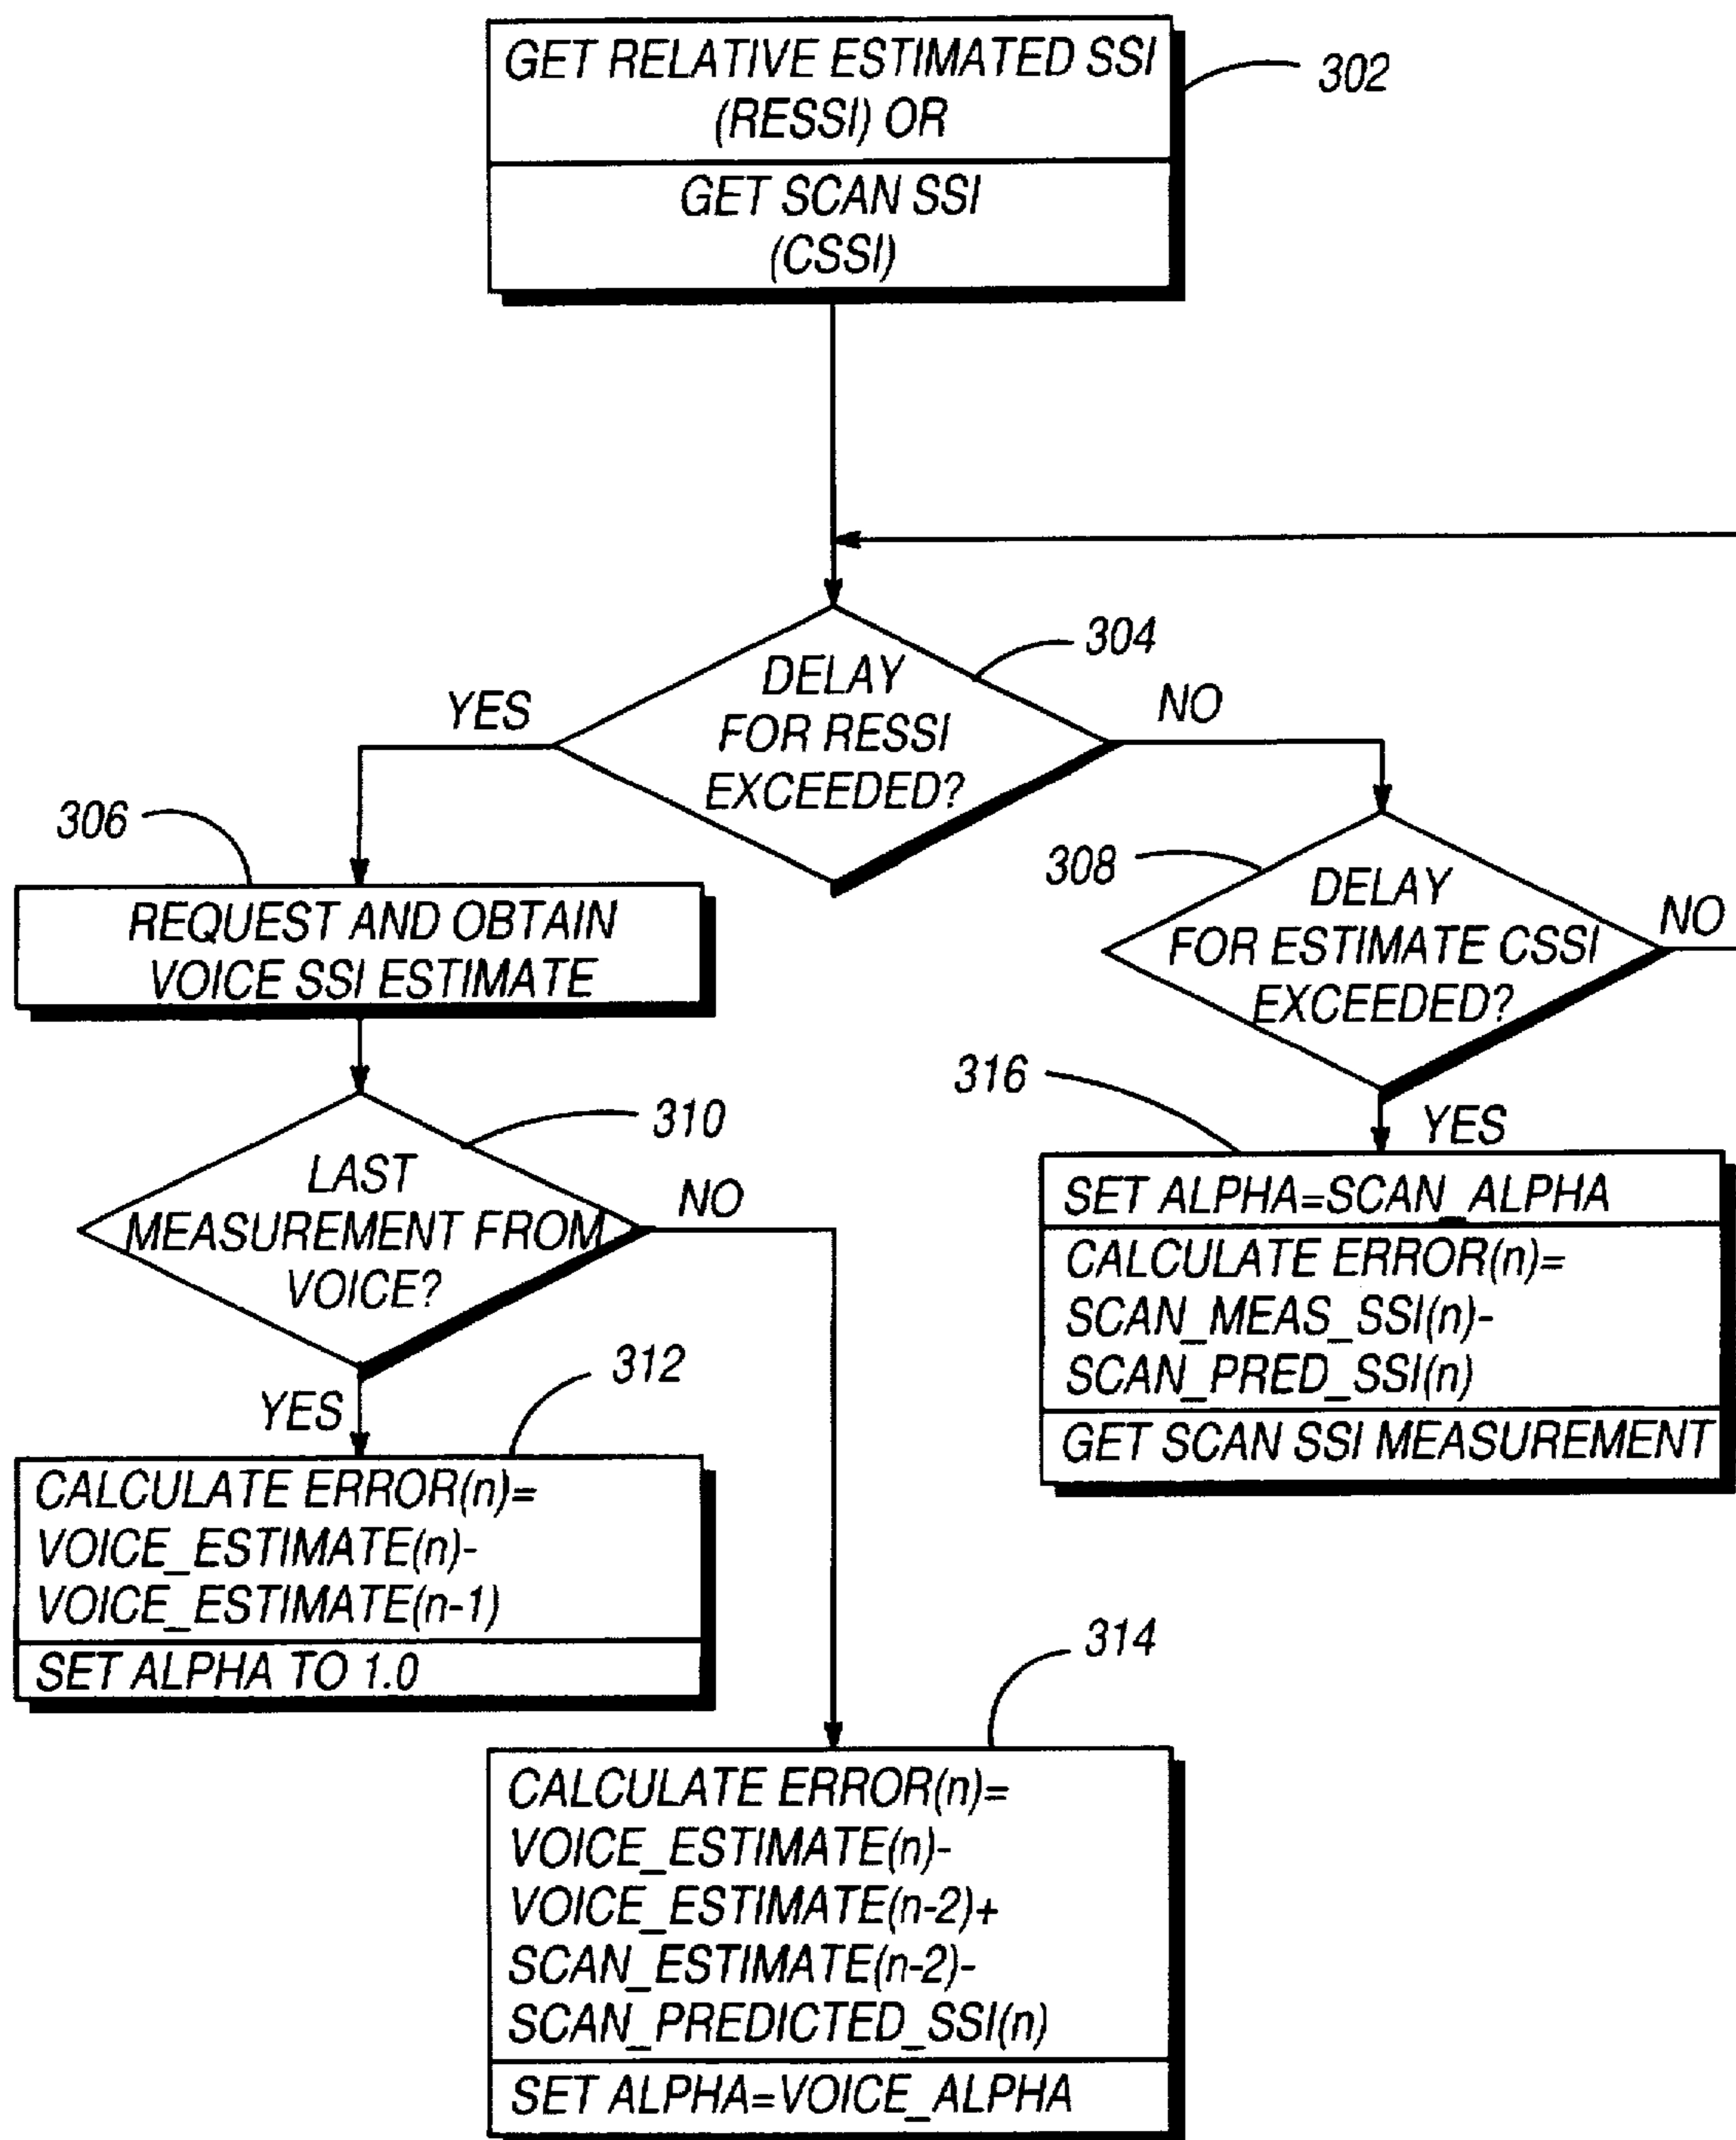 GET RELATIVE ESTIMATED SSI
(RESSI) OR
GET SCAN SSI
(CSSI)
302
DELAY
FOR RESSI
EXCEEDED?
304
YES
NO
306
REQUEST AND OBTAIN
VOICE SSI ESTIMATE
308
DELAY
FOR ESTIMATE CSSI
EXCEEDED?
NO
YES
310
LAST
MEASUREMENT FROM
VOICE?
NO
YES
316
SET ALPHA=SCAN_ALPHA
CALCULATE ERROR(n)=
SCAN_MEAS_SSI(n)-
SCAN_PRED_SSI(n)
GET SCAN SSI MEASUREMENT
312
CALCULATE ERROR(n)=
VOICE_ESTIMATE(n)-
VOICE_ESTIMATE(n-1)
SET ALPHA TO 1.0
314
CALCULATE ERROR(n)=
VOICE_ESTIMATE(n)-
VOICE_ESTIMATE(n-2)+
SCAN_ESTIMATE(n-2)-
SCAN_PREDICTED_SSI(n)
SET ALPHA=VOICE_ALPHA